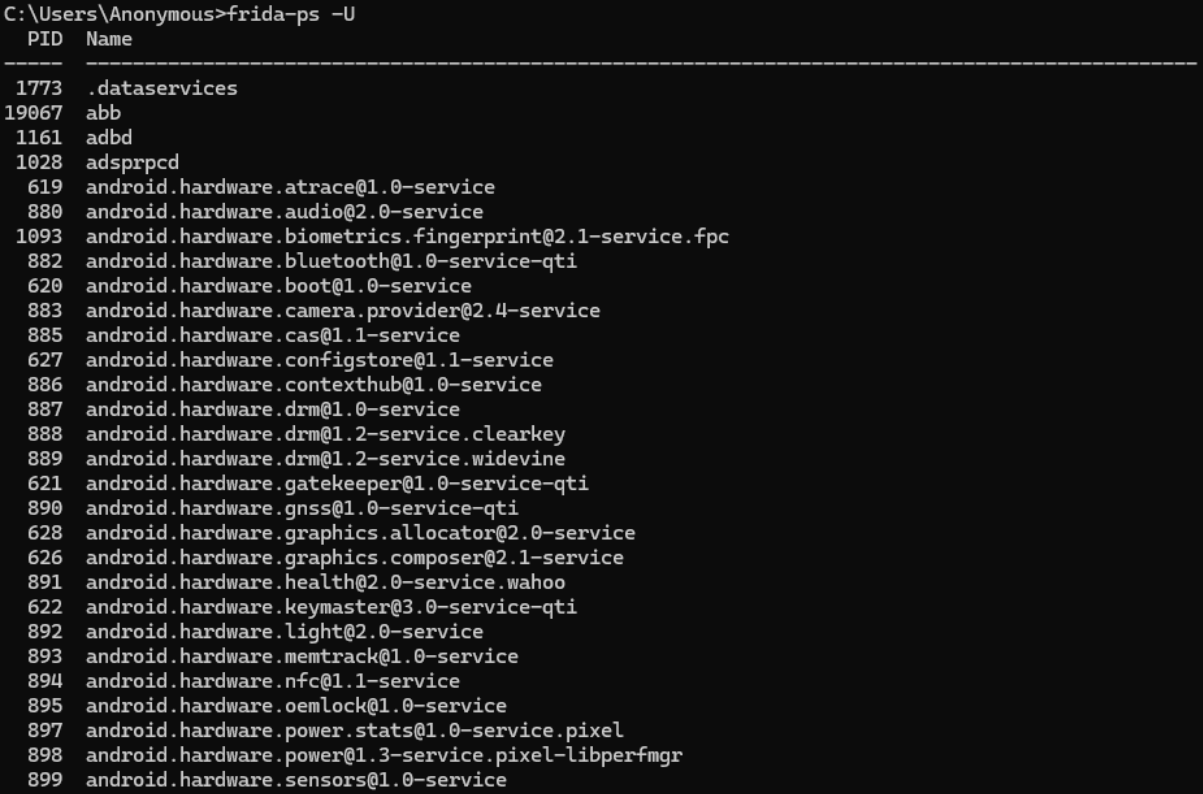 C:\Users\Anonymous>frida-ps -U
  PID  Name
-----  -----------------------------------------------------------------------------------------------
 1773  .dataservices
19067  abb
 1161  adbd
 1028  adsprpcd
  619  android.hardware.atrace@1.0-service
  880  android.hardware.audio@2.0-service
 1093  android.hardware.biometrics.fingerprint@2.1-service.fpc
  882  android.hardware.bluetooth@1.0-service-qti
  620  android.hardware.boot@1.0-service
  883  android.hardware.camera.provider@2.4-service
  885  android.hardware.cas@1.1-service
  627  android.hardware.configstore@1.1-service
  886  android.hardware.contexthub@1.0-service
  887  android.hardware.drm@1.0-service
  888  android.hardware.drm@1.2-service.clearkey
  889  android.hardware.drm@1.2-service.widevine
  621  android.hardware.gatekeeper@1.0-service-qti
  890  android.hardware.gnss@1.0-service-qti
  628  android.hardware.graphics.allocator@2.0-service
  626  android.hardware.graphics.composer@2.1-service
  891  android.hardware.health@2.0-service.wahoo
  622  android.hardware.keymaster@3.0-service-qti
  892  android.hardware.light@2.0-service
  893  android.hardware.memtrack@1.0-service
  894  android.hardware.nfc@1.1-service
  895  android.hardware.oemlock@1.0-service
  897  android.hardware.power.stats@1.0-service.pixel
  898  android.hardware.power@1.3-service.pixel-libperfmgr
  899  android.hardware.sensors@1.0-service